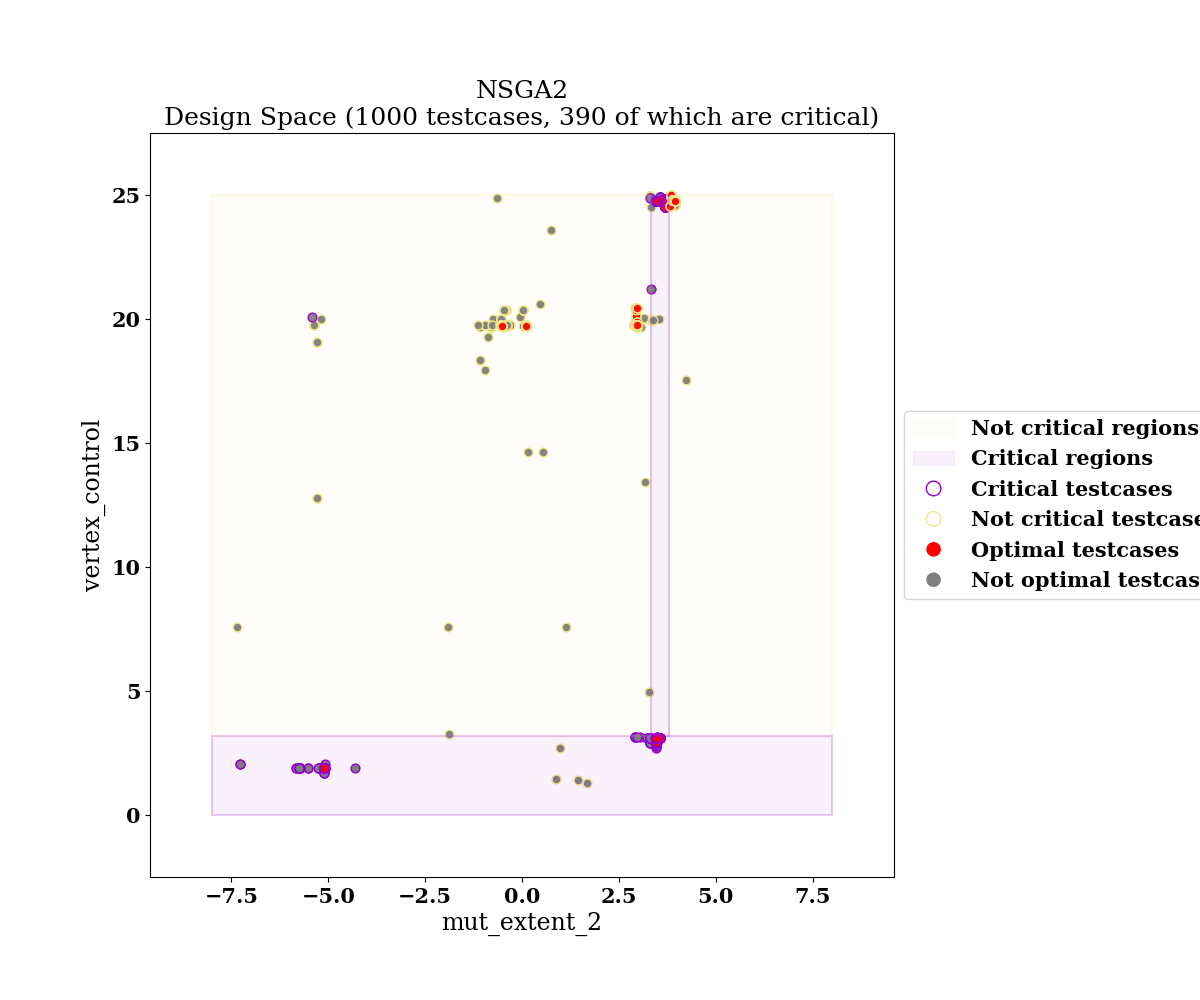 NSGA2
Design Space (1000 testcases, 390 of which are critical)
25
20
15
10
5
0
vertex_control
−7.5 −5.0 −2.5 0.0 2.5 5.0 7.5
mut_extent_2
Not critical regions
Critical regions
Critical testcases
Not critical testcase
Optimal testcases
Not optimal testcas